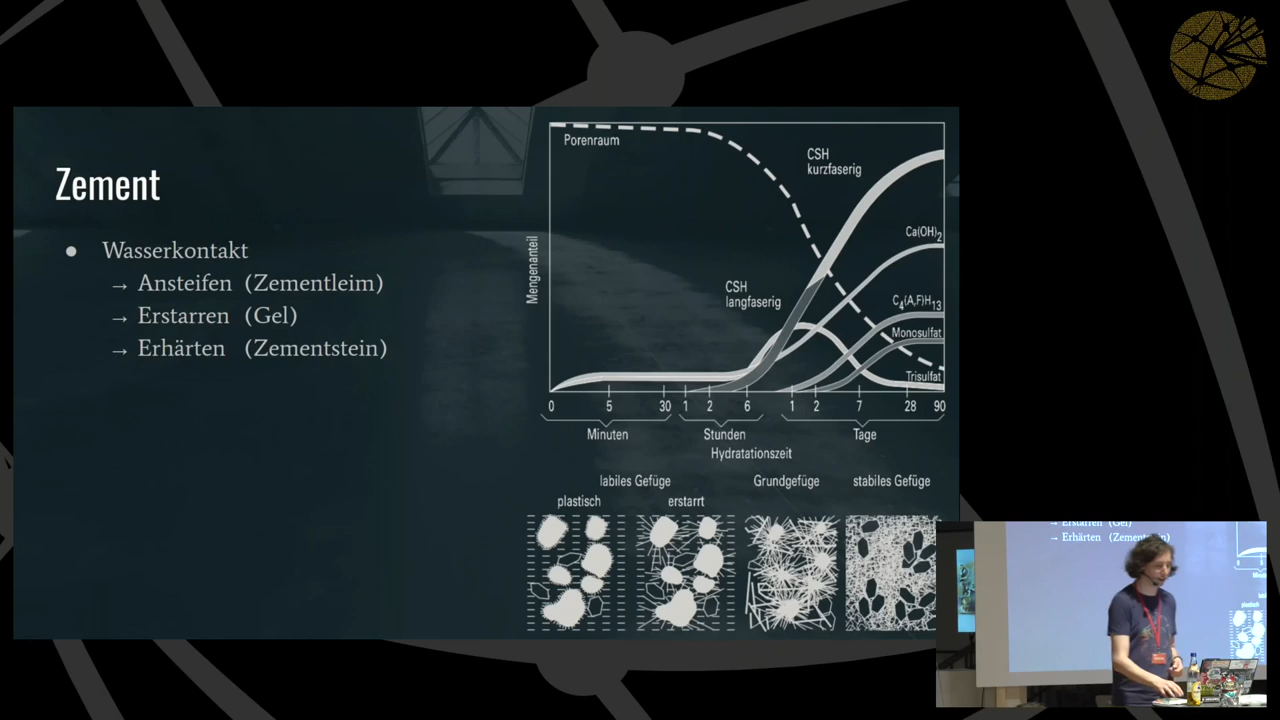 Zement
● Wasserkontakt
→ Ansteifen (Zementleim)
→ Erstarren (Gel)
→ Erhärten (Zementstein)
Porenraum
CSH
kurzfaserig
Ca(OH)2
Mengenanteil
CSH
langfaserig
C4(A,F)H13
Monosulfat
Trisulfat
0 5 30 1 2 6 1 2 7 28 90
Minuten Stunden Tage
Hydratationszeit
labiles Gefüge Grundgefüge stabiles Gefüge
plastisch erstarrt
→ Erstarren (Gel)
→ Erhärten
plastisch